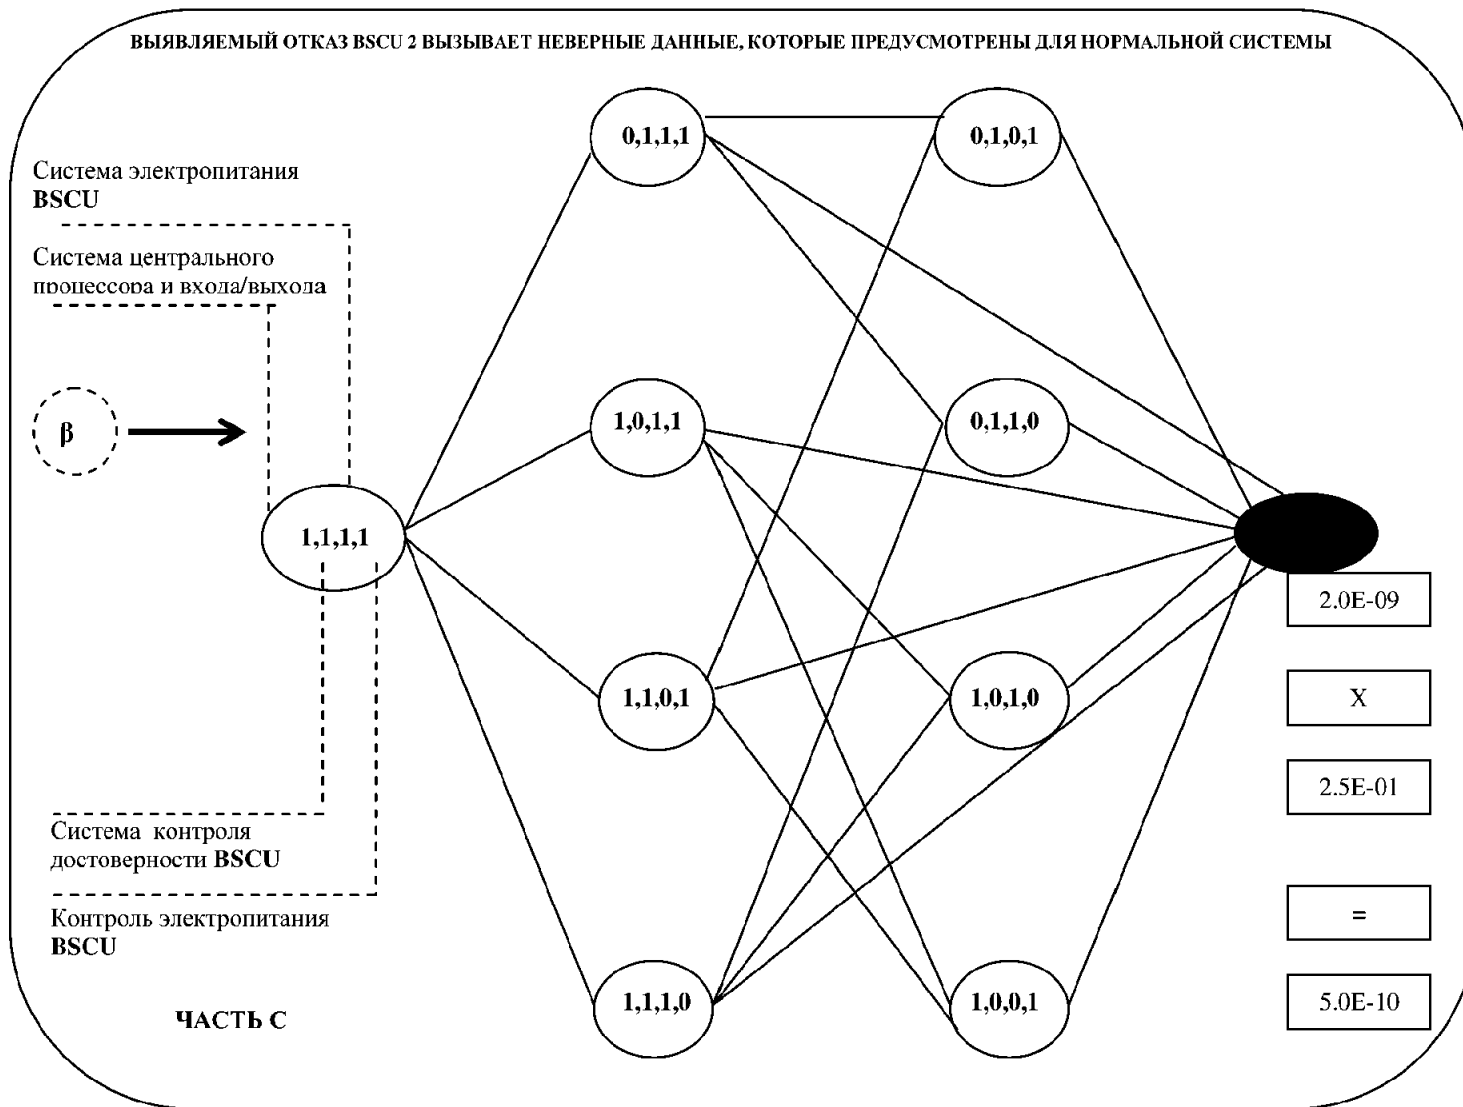 ВЫЯВЛЯЕМЫЙ ОТКАЗ BSCU 2 ВЫЗЫВАЕТ НЕВЕРНЫЕ ДАННЫЕ, КОТОРЫЕ ПРЕДУСМОТРЕНЫ ДЛЯ НОРМАЛЬНОЙ СИСТЕМЫ
0,1,1,1
0,1,0,1
Система электропитания
BSCU
Система центрального
процессора и входа/выхода
β
1,0,1,1
0,1,1,0
1,1,1,1
2.0E-09
1,1,0,1
1,0,1,0
X
2.5E-01
Система контроля
достоверности BSCU
Контроль электропитания
BSCU
=
1,1,1,0
1,0,0,1
5.0E-10
ЧАСТЬ С